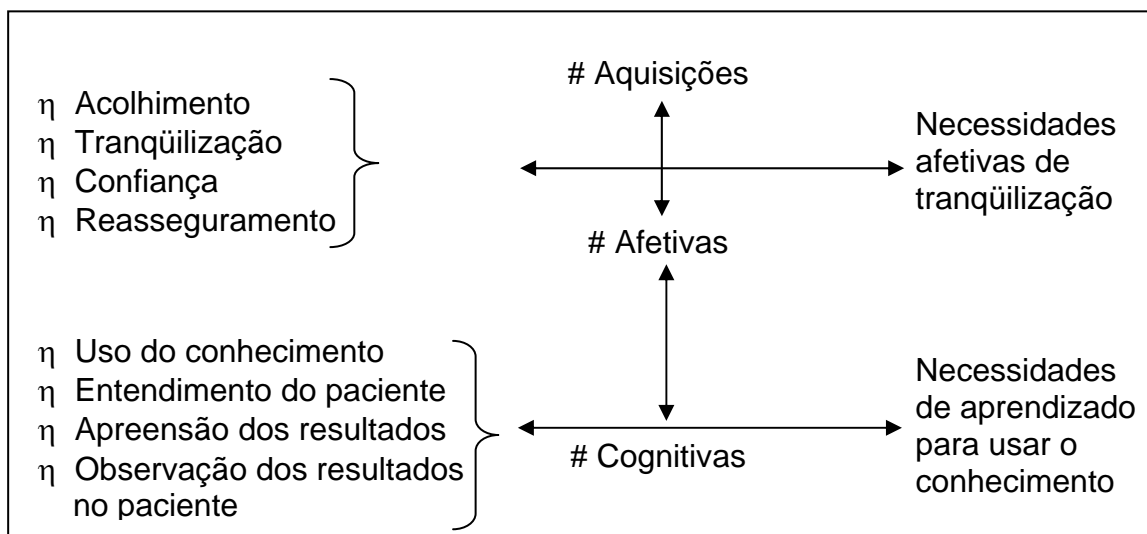 # Aquisições
η Acolhimento
η Tranqüilização
η Confiança
η Reasseguramento
Necessidades
afetivas de
tranqüilização
# Afetivas
η Uso do conhecimento
η Entendimento do paciente
η Apreensão dos resultados
η Observação dos resultados
no paciente
# Cognitivas
Necessidades
de aprendizado
para usar o
conhecimento